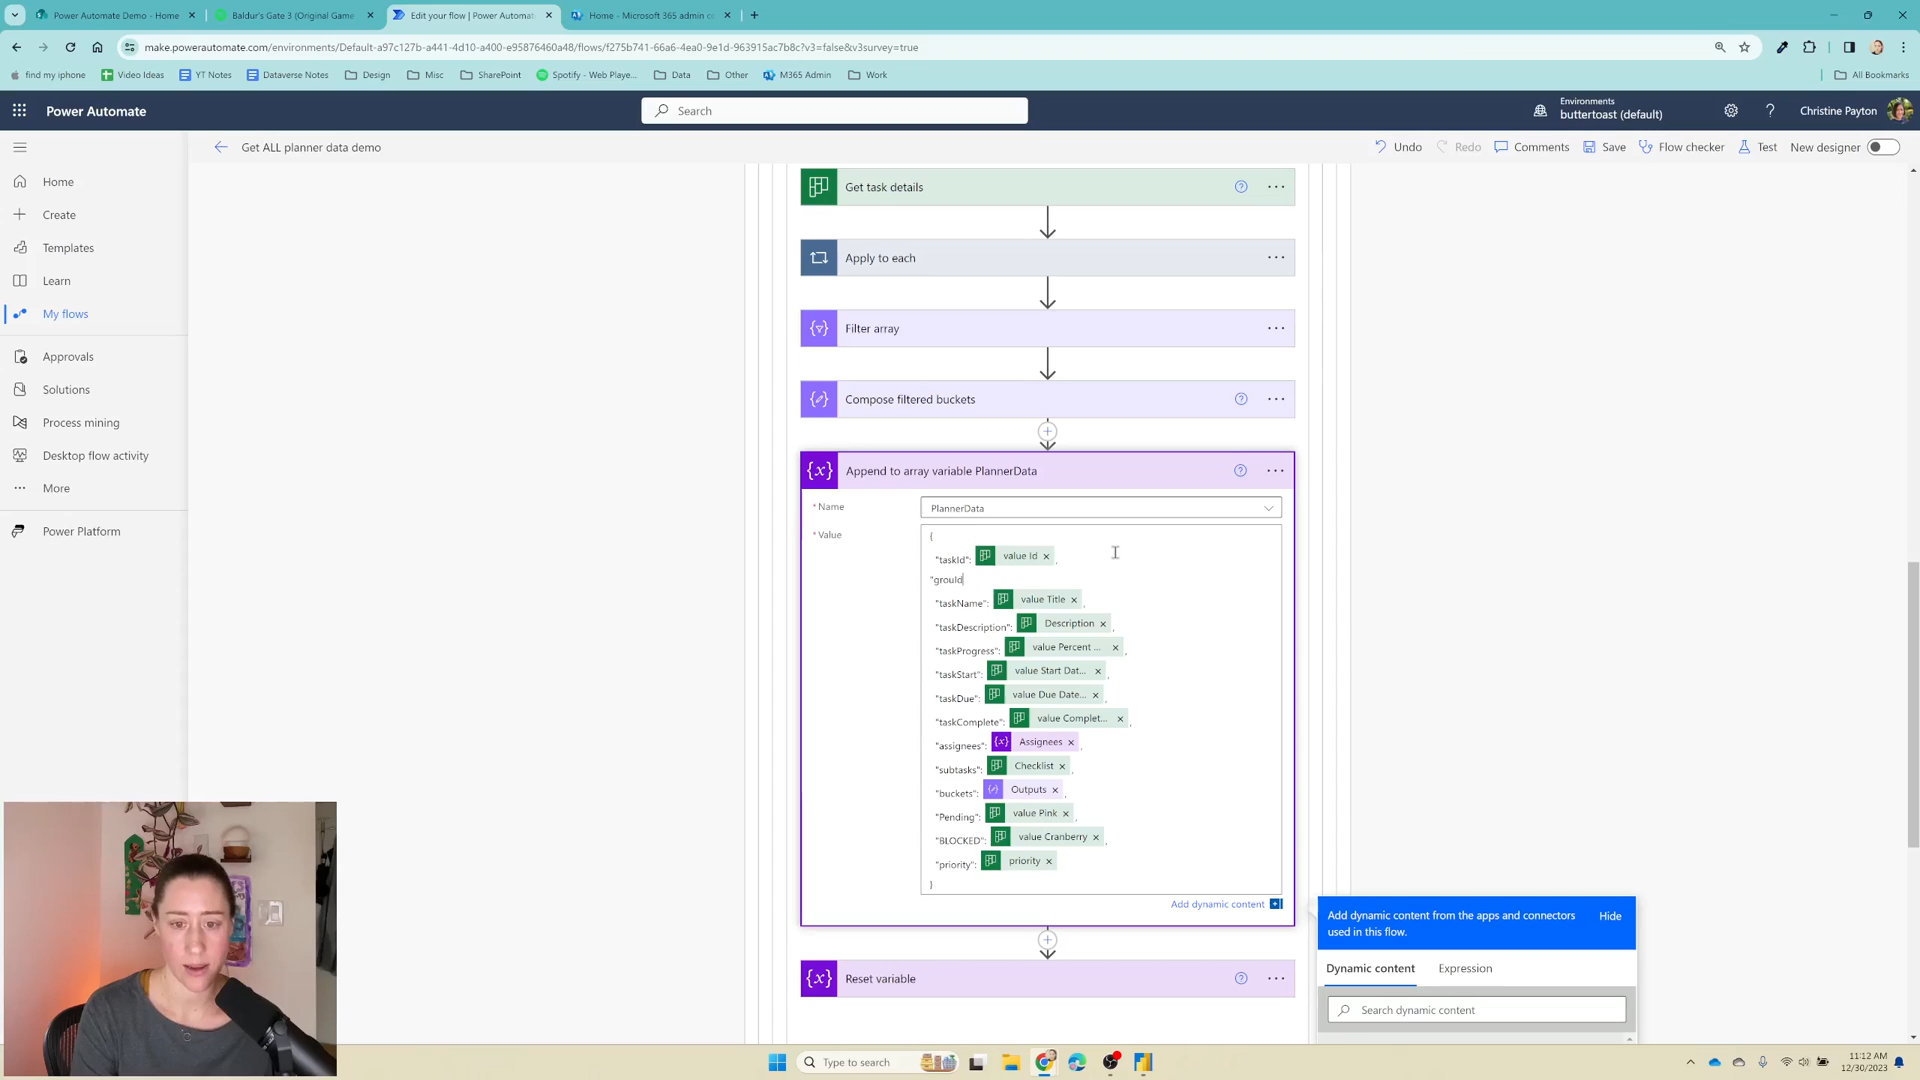 Power Automate Demo - Home
Baldur's Gate 3 (Original Game
Edit your flow | Power Automat
Home - Microsoft 365 admin c
make.powerautomate.com/environments/Default-a97c127b-a441-4d10-a400-e95876460a48/flows/f275b741-66a6-4ea0-9e1d-963915ac7b8c?v3=false&v3survey=true
find my iphone
Video Ideas
YT Notes
Dataverse Notes
Design
Misc
SharePoint
Spotify - Web Playe...
Data
Other
M365 Admin
Work
All Bookmarks
Power Automate
Search
Environments
buttertoast (default)
Christine Payton
Get ALL planner data demo
Undo
Redo
Comments
Save
Flow checker
Test
New designer
Home
Create
Templates
Learn
My flows
Approvals
Solutions
Process mining
Desktop flow activity
More
Power Platform
Get task details
Apply to each
Filter array
Compose filtered buckets
Append to array variable PlannerData
* Name
PlannerData
* Value
{
"taskId": value Id ,
"grouId
"taskName": value Title ,
"taskDescription": Description ,
"taskProgress": value Percent ... ,
"taskStart": value Start Dat... ,
"taskDue": value Due Date... ,
"taskComplete": value Complet... ,
"assignees": Assignees ,
"subtasks": Checklist ,
"buckets": Outputs ,
"Pending": value Pink ,
"BLOCKED": value Cranberry ,
"priority": priority
}
Add dynamic content
Add dynamic content from the apps and connectors
used in this flow.
Hide
Dynamic content
Expression
Search dynamic content
Reset variable
Type to search
11:12 AM
12/30/2023